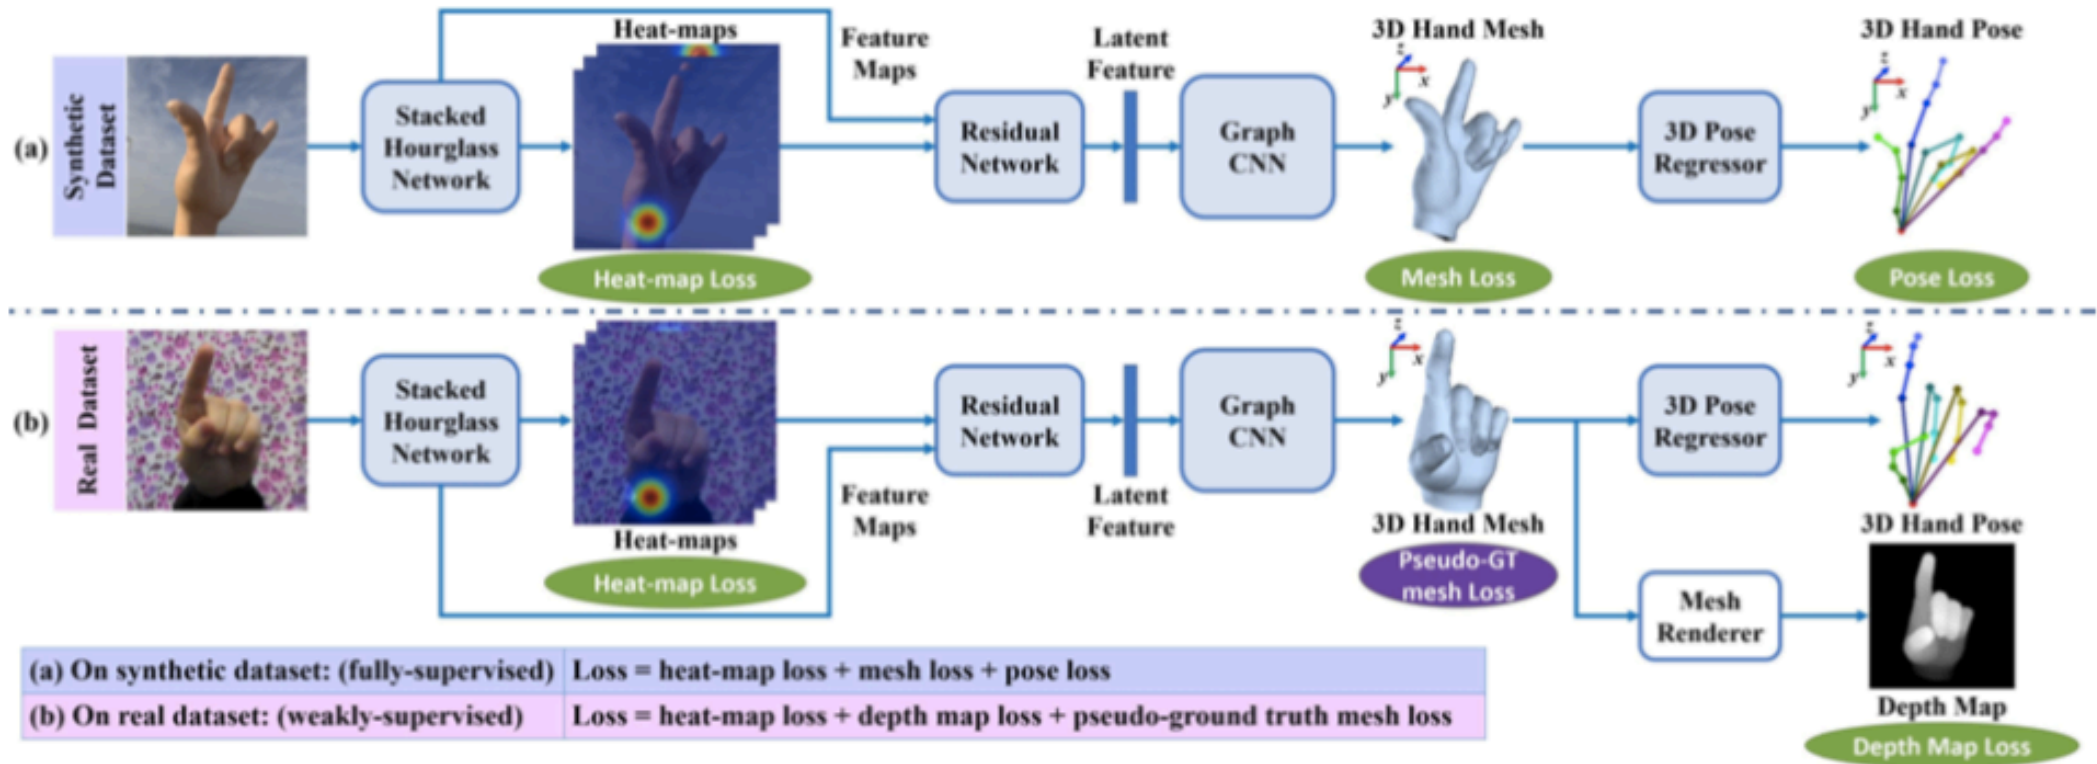 (a)
Synthetic
Dataset
Stacked
Hourglass
Network
Heat-maps
Heat-map Loss
Feature
Maps
Residual
Network
Latent
Feature
Graph
CNN
3D Hand Mesh
z
x
y
Mesh Loss
3D Pose
Regressor
3D Hand Pose
z
x
y
Pose Loss
(b)
Real Dataset
Stacked
Hourglass
Network
Heat-maps
Heat-map Loss
Feature
Maps
Residual
Network
Latent
Feature
Graph
CNN
z
x
y
3D Hand Mesh
Pseudo-GT
mesh Loss
3D Pose
Regressor
z
x
y
3D Hand Pose
Mesh
Renderer
Depth Map
Depth Map Loss
(a) On synthetic dataset: (fully-supervised) Loss = heat-map loss + mesh loss + pose loss
(b) On real dataset: (weakly-supervised) Loss = heat-map loss + depth map loss + pseudo-ground truth mesh loss